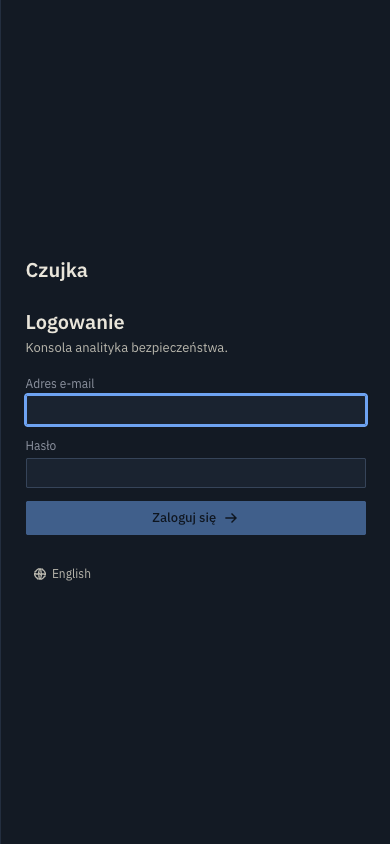 Czujka
Logowanie
Konsola analityka bezpieczeństwa.
Adres e-mail
Hasło
Zaloguj się →
English